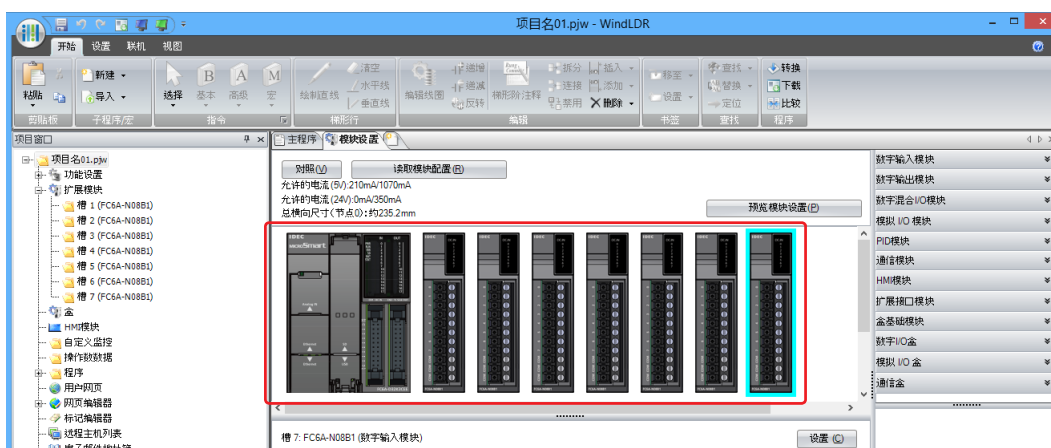 项目名01.pjw - WindLDR
开始 设置 联机 视图
粘贴 新建 导入 选择 基本 高级 宏 绘制直线 清空 水平线 垂直线 编辑线圈 递增 递减 反转 梯形阶注释 拆分 连接 禁用 插入 添加 删除 移至 设置 查找 替换 定位 转换 下载 比较
剪贴板 子程序/宏 指令 梯形行 编辑 书签 查找 程序
项目窗口
主程序 模块设置
项目名01.pjw
功能设置
扩展模块
槽 1 (FC6A-N08B1)
槽 2 (FC6A-N08B1)
槽 3 (FC6A-N08B1)
槽 4 (FC6A-N08B1)
槽 5 (FC6A-N08B1)
槽 6 (FC6A-N08B1)
槽 7 (FC6A-N08B1)
盒
HMI模块
自定义监控
操作数数据
程序
用户网页
网页编辑器
标记编辑器
远程主机列表
对照(V) 读取模块配置(R)
允许的电流(5V):210mA/1070mA
允许的电流(24V):0mA/350mA
总横向尺寸(节点0):约235.2mm
预览模块设置(P)
IDEC
MICROSmart
槽 7: FC6A-N08B1 (数字输入模块)
设置 (C)
数字输入模块
数字输出模块
数字混合I/O模块
模拟 I/O 模块
PID模块
通信模块
HMI模块
扩展接口模块
盒基础模块
数字I/O盒
模拟 I/O 盒
通信盒